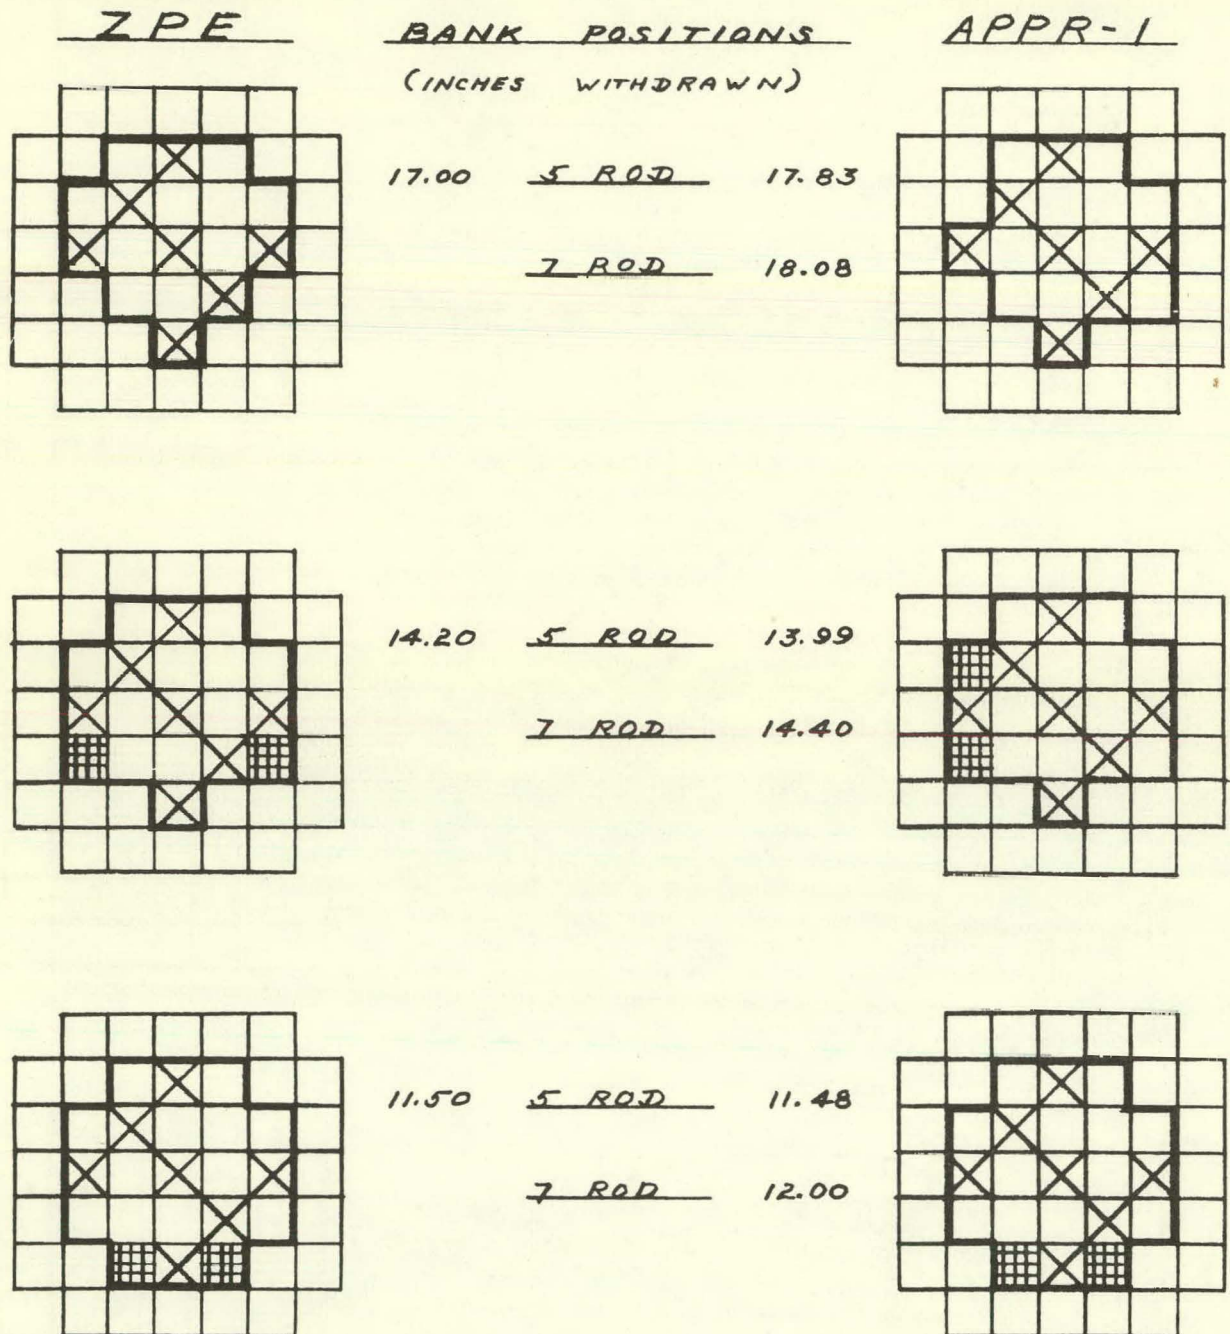 ZPE BANK POSITIONS APPR-1
(INCHES WITHDRAWN)
17.00 5 ROD 17.83
7 ROD 18.08
14.20 5 ROD 13.99
7 ROD 14.40
11.50 5 ROD 11.48
7 ROD 12.00